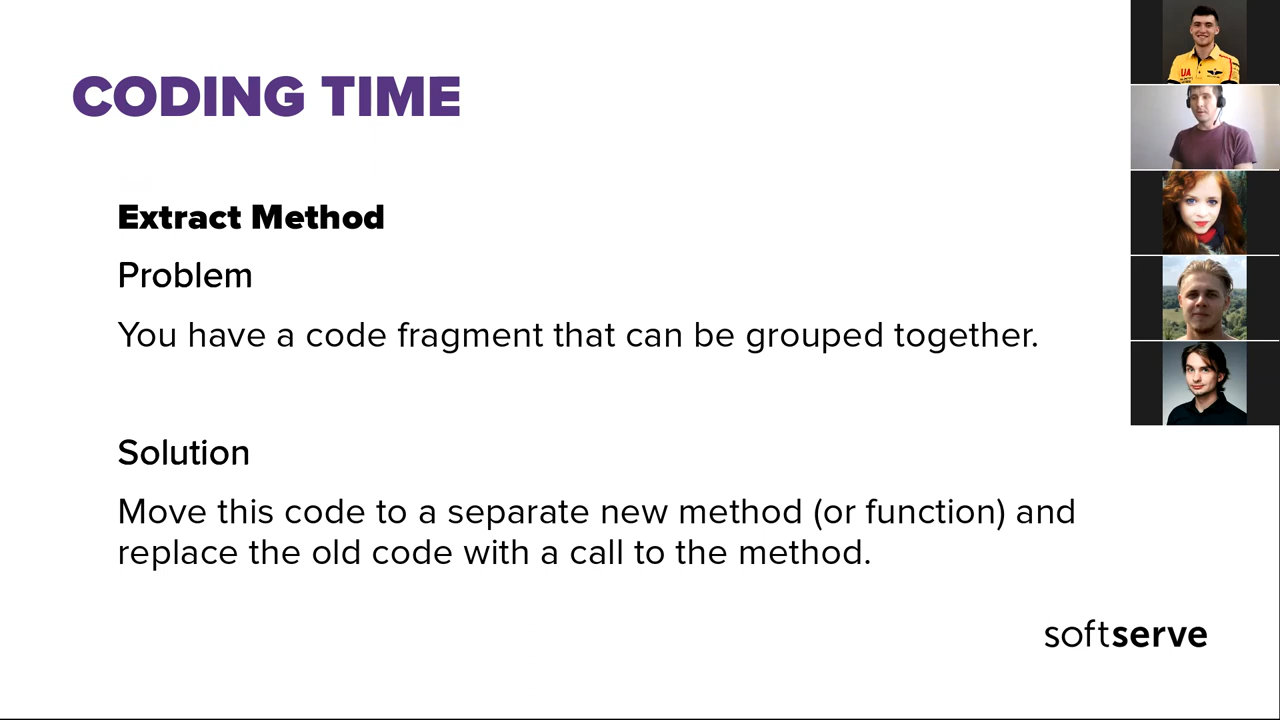 CODING TIME
Extract Method
Problem
You have a code fragment that can be grouped together.
Solution
Move this code to a separate new method (or function) and
replace the old code with a call to the method.
softserve
UA